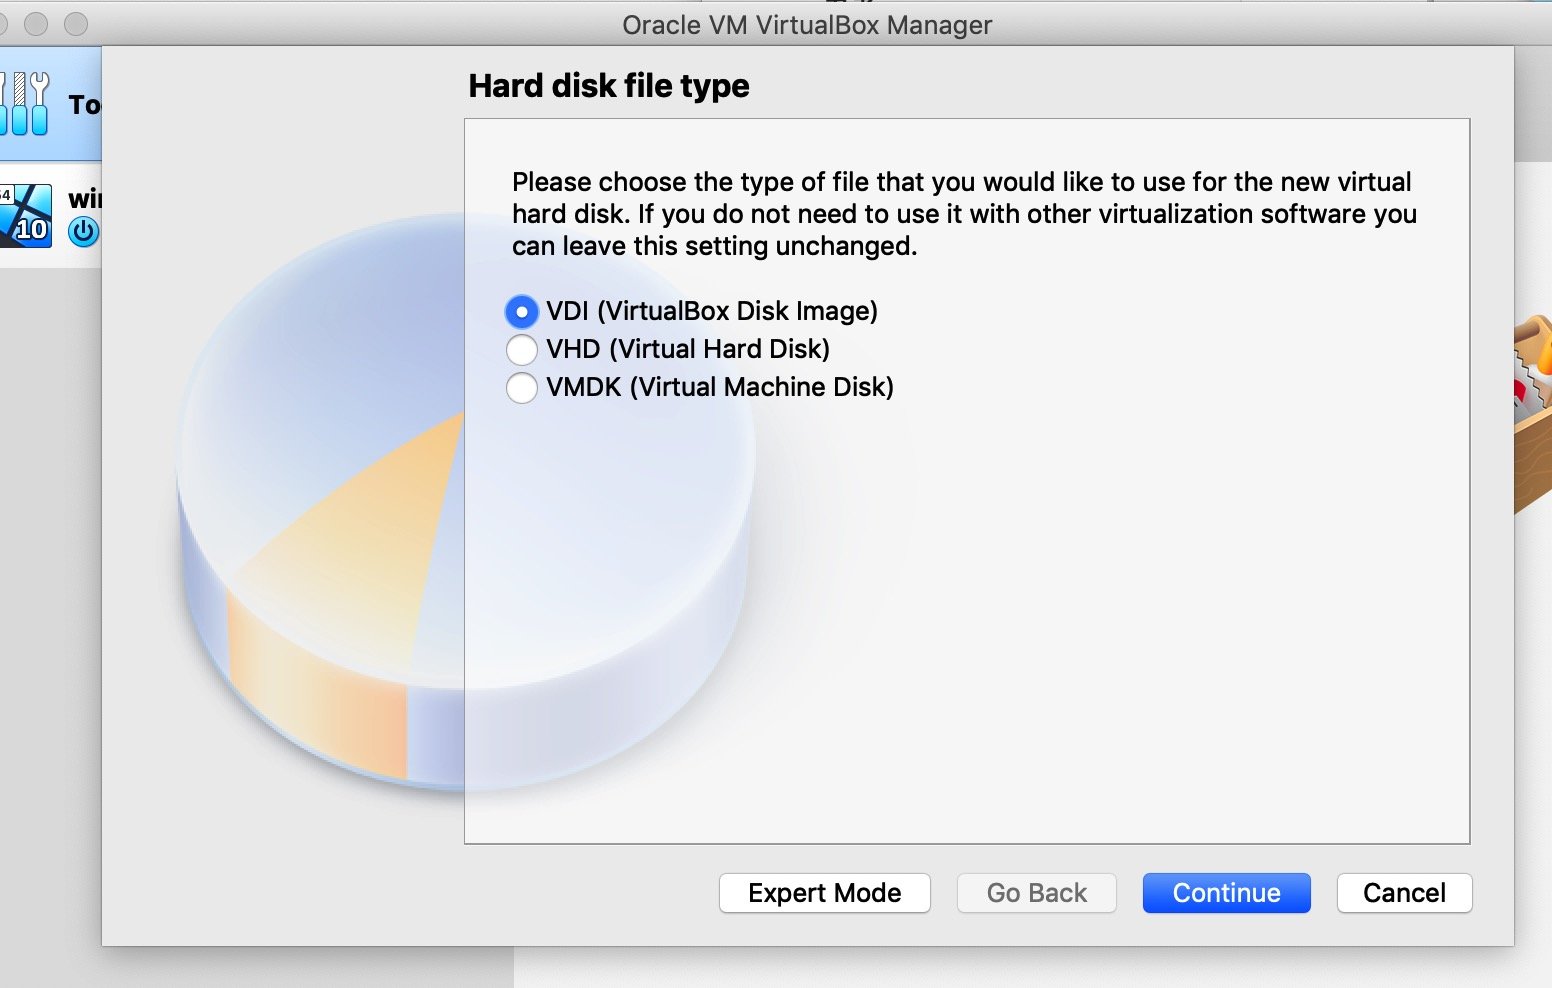 Oracle VM VirtualBox Manager
Hard disk file type
Please choose the type of file that you would like to use for the new virtual
hard disk. If you do not need to use it with other virtualization software you
can leave this setting unchanged.
VDI (VirtualBox Disk Image)
VHD (Virtual Hard Disk)
VMDK (Virtual Machine Disk)
Expert Mode
Go Back
Continue
Cancel
To
10